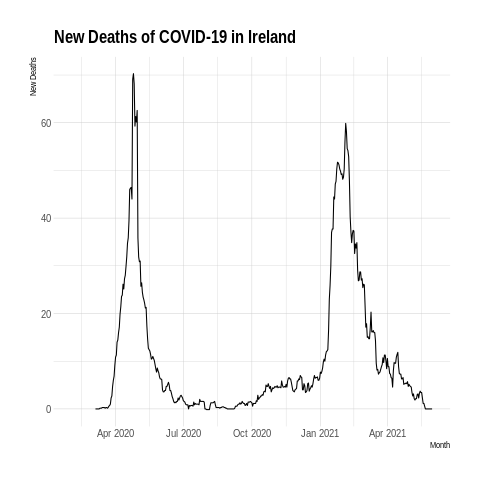 New Deaths of COVID-19 in Ireland
New Deaths
60
40
20
0
Apr 2020 Jul 2020 Oct 2020 Jan 2021 Apr 2021
Month